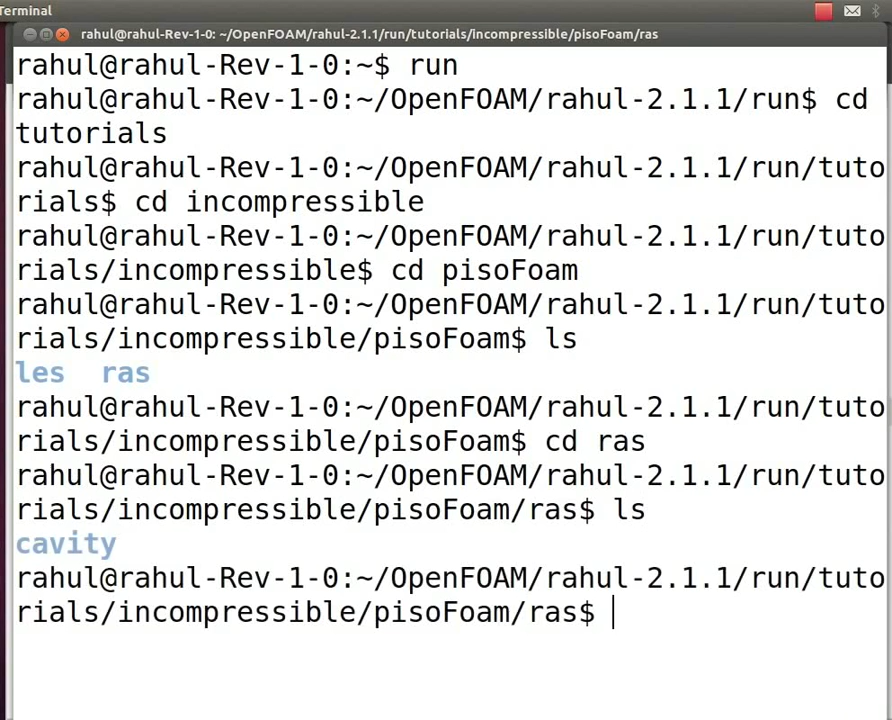 Terminal
rahul@rahul-Rev-1-0: ~/OpenFOAM/rahul-2.1.1/run/tutorials/incompressible/pisoFoam/ras
rahul@rahul-Rev-1-0:~$ run
rahul@rahul-Rev-1-0:~/OpenFOAM/rahul-2.1.1/run$ cd
tutorials
rahul@rahul-Rev-1-0:~/OpenFOAM/rahul-2.1.1/run/tuto
rials$ cd incompressible
rahul@rahul-Rev-1-0:~/OpenFOAM/rahul-2.1.1/run/tuto
rials/incompressible$ cd pisoFoam
rahul@rahul-Rev-1-0:~/OpenFOAM/rahul-2.1.1/run/tuto
rials/incompressible/pisoFoam$ ls
les  ras
rahul@rahul-Rev-1-0:~/OpenFOAM/rahul-2.1.1/run/tuto
rials/incompressible/pisoFoam$ cd ras
rahul@rahul-Rev-1-0:~/OpenFOAM/rahul-2.1.1/run/tuto
rials/incompressible/pisoFoam/ras$ ls
cavity
rahul@rahul-Rev-1-0:~/OpenFOAM/rahul-2.1.1/run/tuto
rials/incompressible/pisoFoam/ras$